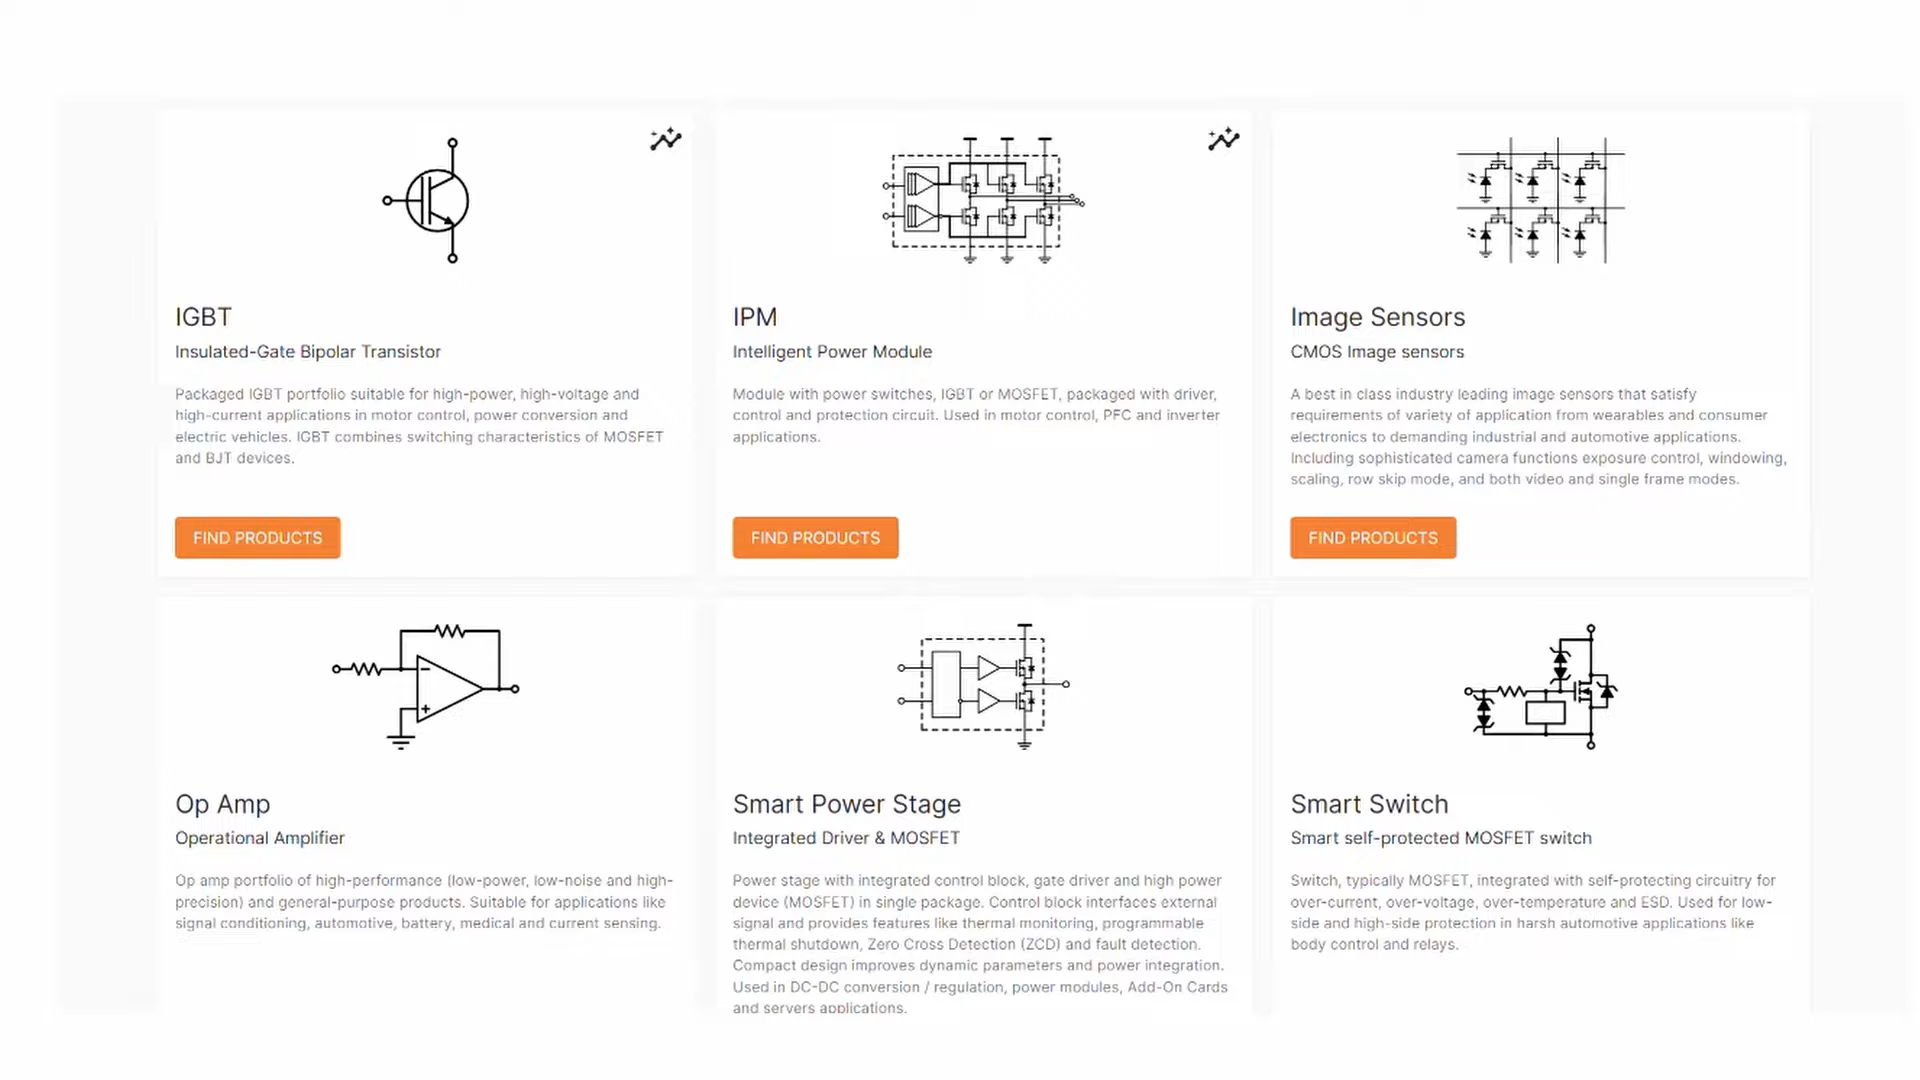 IGBT
Insulated-Gate Bipolar Transistor
Packaged IGBT portfolio suitable for high-power, high-voltage and
high-current applications in motor control, power conversion and
electric vehicles. IGBT combines switching characteristics of MOSFET
and BJT devices.
FIND PRODUCTS
IPM
Intelligent Power Module
Module with power switches, IGBT or MOSFET, packaged with driver,
control and protection circuit. Used in motor control, PFC and inverter
applications.
FIND PRODUCTS
Image Sensors
CMOS Image sensors
A best in class industry leading image sensors that satisfy
requirements of variety of application from wearables and consumer
electronics to demanding industrial and automotive applications.
Including sophisticated camera functions exposure control, windowing,
scaling, row skip mode, and both video and single frame modes.
FIND PRODUCTS
Op Amp
Operational Amplifier
Op amp portfolio of high-performance (low-power, low-noise and high-
precision) and general-purpose products. Suitable for applications like
signal conditioning, automotive, battery, medical and current sensing.
Smart Power Stage
Integrated Driver & MOSFET
Power stage with integrated control block, gate driver and high power
device (MOSFET) in single package. Control block interfaces external
signal and provides features like thermal monitoring, programmable
thermal shutdown, Zero Cross Detection (ZCD) and fault detection.
Compact design improves dynamic parameters and power integration.
Used in DC-DC conversion / regulation, power modules, Add-On Cards
and servers applications.
Smart Switch
Smart self-protected MOSFET switch
Switch, typically MOSFET, integrated with self-protecting circuitry for
over-current, over-voltage, over-temperature and ESD. Used for low-
side and high-side protection in harsh automotive applications like
body control and relays.